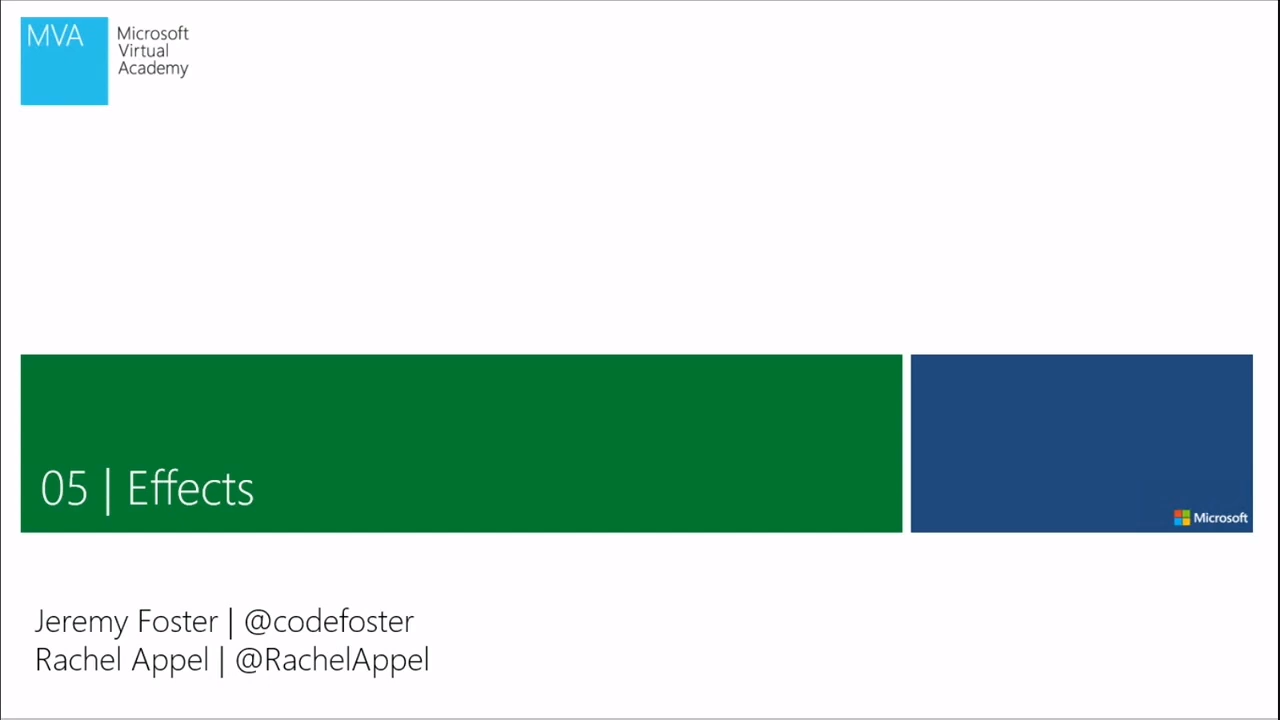 MVA
Microsoft
Virtual
Academy
05 | Effects
Microsoft
Jeremy Foster | @codefoster
Rachel Appel | @RachelAppel